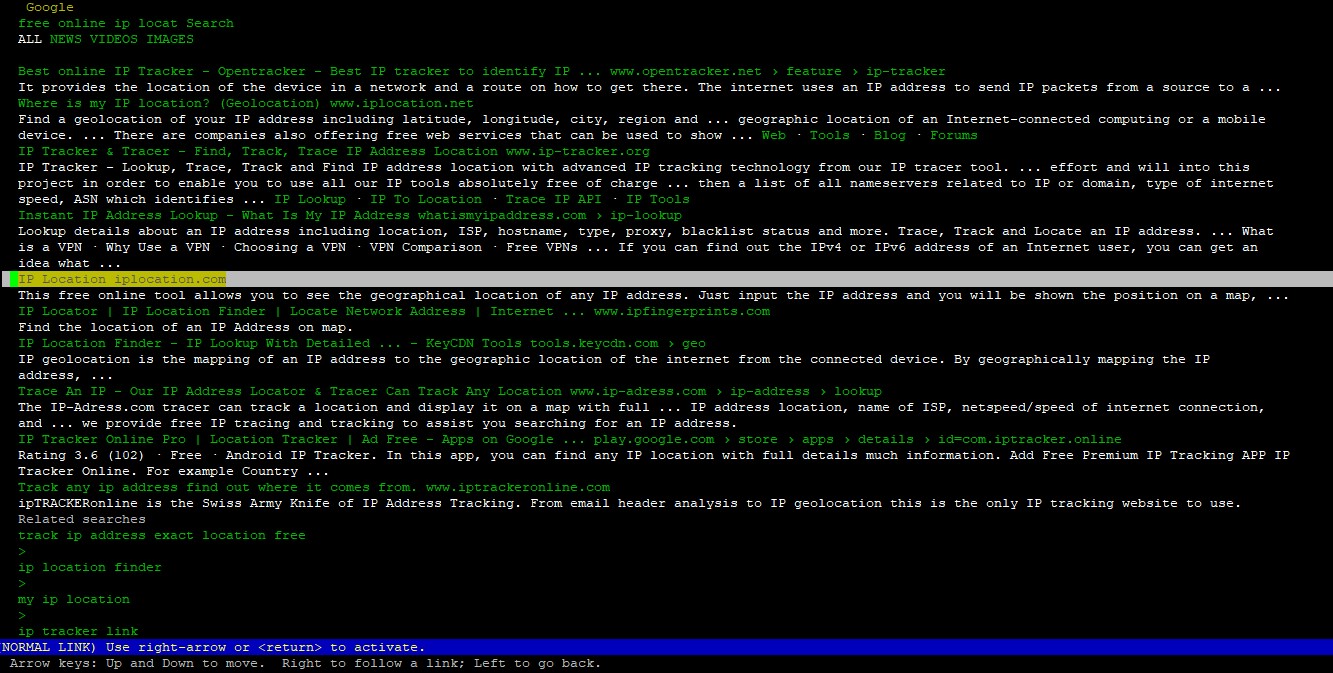 Google
free online ip locat Search
ALL NEWS VIDEOS IMAGES
Best online IP Tracker - Opentracker - Best IP tracker to identify IP ... www.opentracker.net › feature › ip-tracker
It provides the location of the device in a network and a route on how to get there. The internet uses an IP address to send IP packets from a source to a ...
Where is my IP location? (Geolocation) www.iplocation.net
Find a geolocation of your IP address including latitude, longitude, city, region and ... geographic location of an Internet-connected computing or a mobile
device. ... There are companies also offering free web services that can be used to show ... Web · Tools · Blog · Forums
IP Tracker & Tracer - Find, Track, Trace IP Address Location www.ip-tracker.org
IP Tracker - Lookup, Trace, Track and Find IP address location with advanced IP tracking technology from our IP tracer tool. ... effort and will into this
project in order to enable you to use all our IP tools absolutely free of charge ... then a list of all nameservers related to IP or domain, type of internet
speed, ASN which identifies ... IP Lookup · IP To Location · Trace IP API · IP Tools
Instant IP Address Lookup - What Is My IP Address whatismyipaddress.com › ip-lookup
Lookup details about an IP address including location, ISP, hostname, type, proxy, blacklist status and more. Trace, Track and Locate an IP address. ... What
is a VPN · Why Use a VPN · Choosing a VPN · VPN Comparison · Free VPNs ... If you can find out the IPv4 or IPv6 address of an Internet user, you can get an
idea what ...
IP Location iplocation.com
This free online tool allows you to see the geographical location of any IP address. Just input the IP address and you will be shown the position on a map, ...
IP Locator | IP Location Finder | Locate Network Address | Internet ... www.ipfingerprints.com
Find the location of an IP Address on map.
IP Location Finder - IP Lookup With Detailed ... - KeyCDN Tools tools.keycdn.com › geo
IP geolocation is the mapping of an IP address to the geographic location of the internet from the connected device. By geographically mapping the IP
address, ...
Trace An IP - Our IP Address Locator & Tracer Can Track Any Location www.ip-adress.com › ip-address › lookup
The IP-Adress.com tracer can track a location and display it on a map with full ... IP address location, name of ISP, netspeed/speed of internet connection,
and ... we provide free IP tracing and tracking to assist you searching for an IP address.
IP Tracker Online Pro | Location Tracker | Ad Free - Apps on Google ... play.google.com › store › apps › details › id=com.iptracker.online
Rating 3.6 (102) · Free · Android IP Tracker. In this app, you can find any IP location with full details much information. Add Free Premium IP Tracking APP IP
Tracker Online. For example Country ...
Track any ip address find out where it comes from. www.iptrackeronline.com
ipTRACKERonline is the Swiss Army Knife of IP Address Tracking. From email header analysis to IP geolocation this is the only IP tracking website to use.
Related searches
track ip address exact location free
>
ip location finder
>
my ip location
>
ip tracker link
NORMAL LINK) Use right-arrow or <return> to activate.
Arrow keys: Up and Down to move. Right to follow a link; Left to go back.